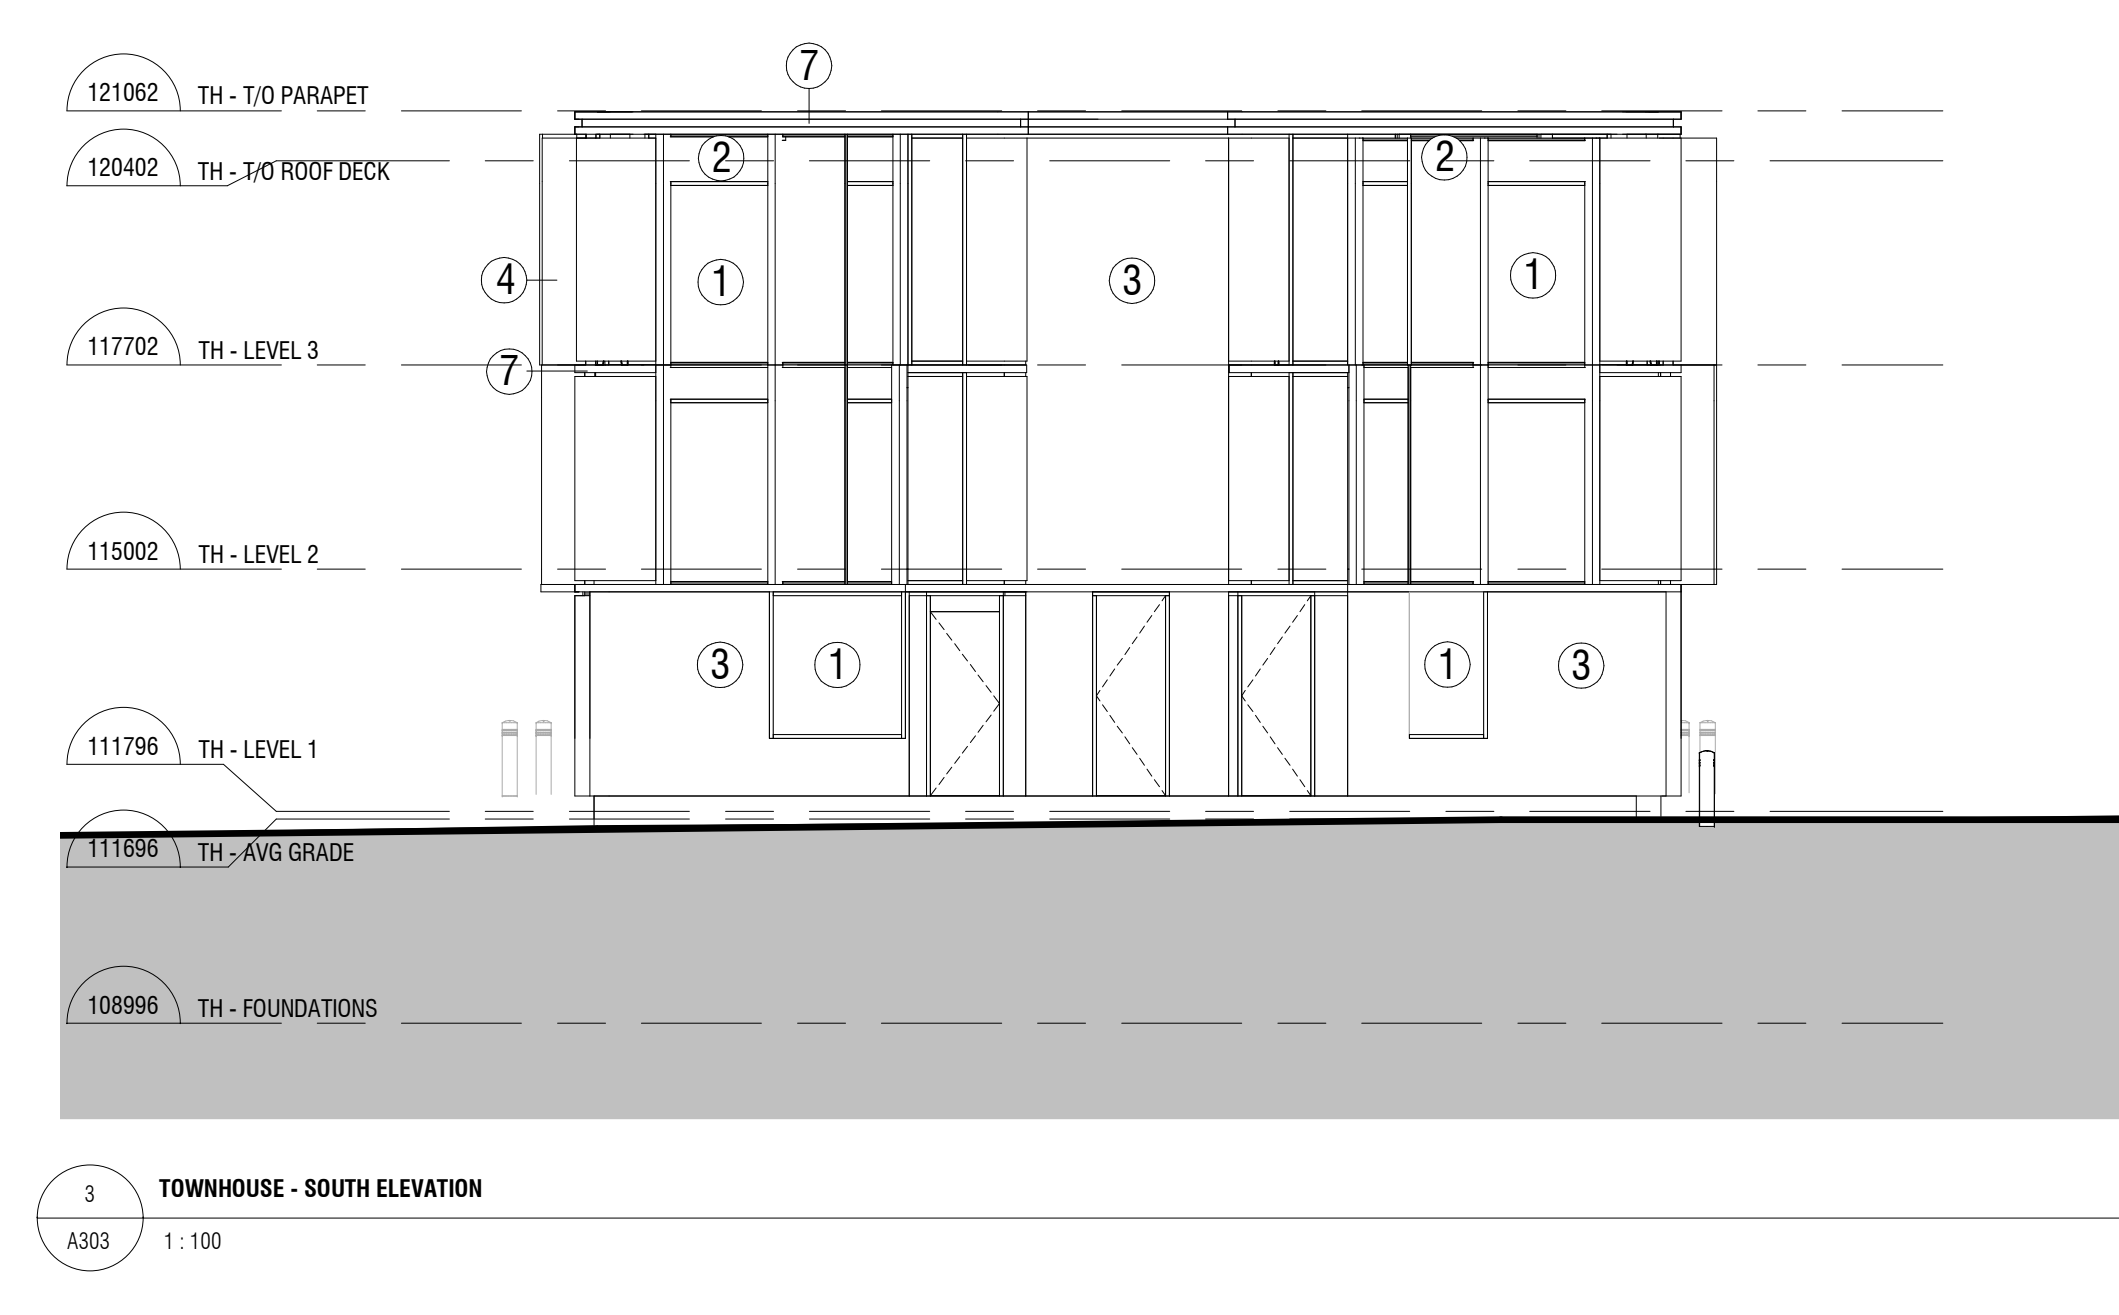 7
121062 TH - T/O PARAPET
120402 TH - T/O ROOF DECK
2 2
4 1 3 1
117702 TH - LEVEL 3
7
115002 TH - LEVEL 2
3 1 1 3
111796 TH - LEVEL 1
111696 TH - AVG GRADE
108996 TH - FOUNDATIONS
3 TOWNHOUSE - SOUTH ELEVATION
A303 1 : 100